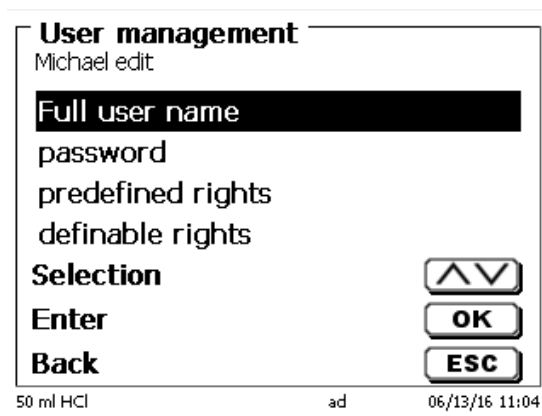 User management
Michael edit
Full user name
password
predefined rights
definable rights
Selection
Enter OK
Back ESC
50 ml HCl ad 06/13/16 11:04